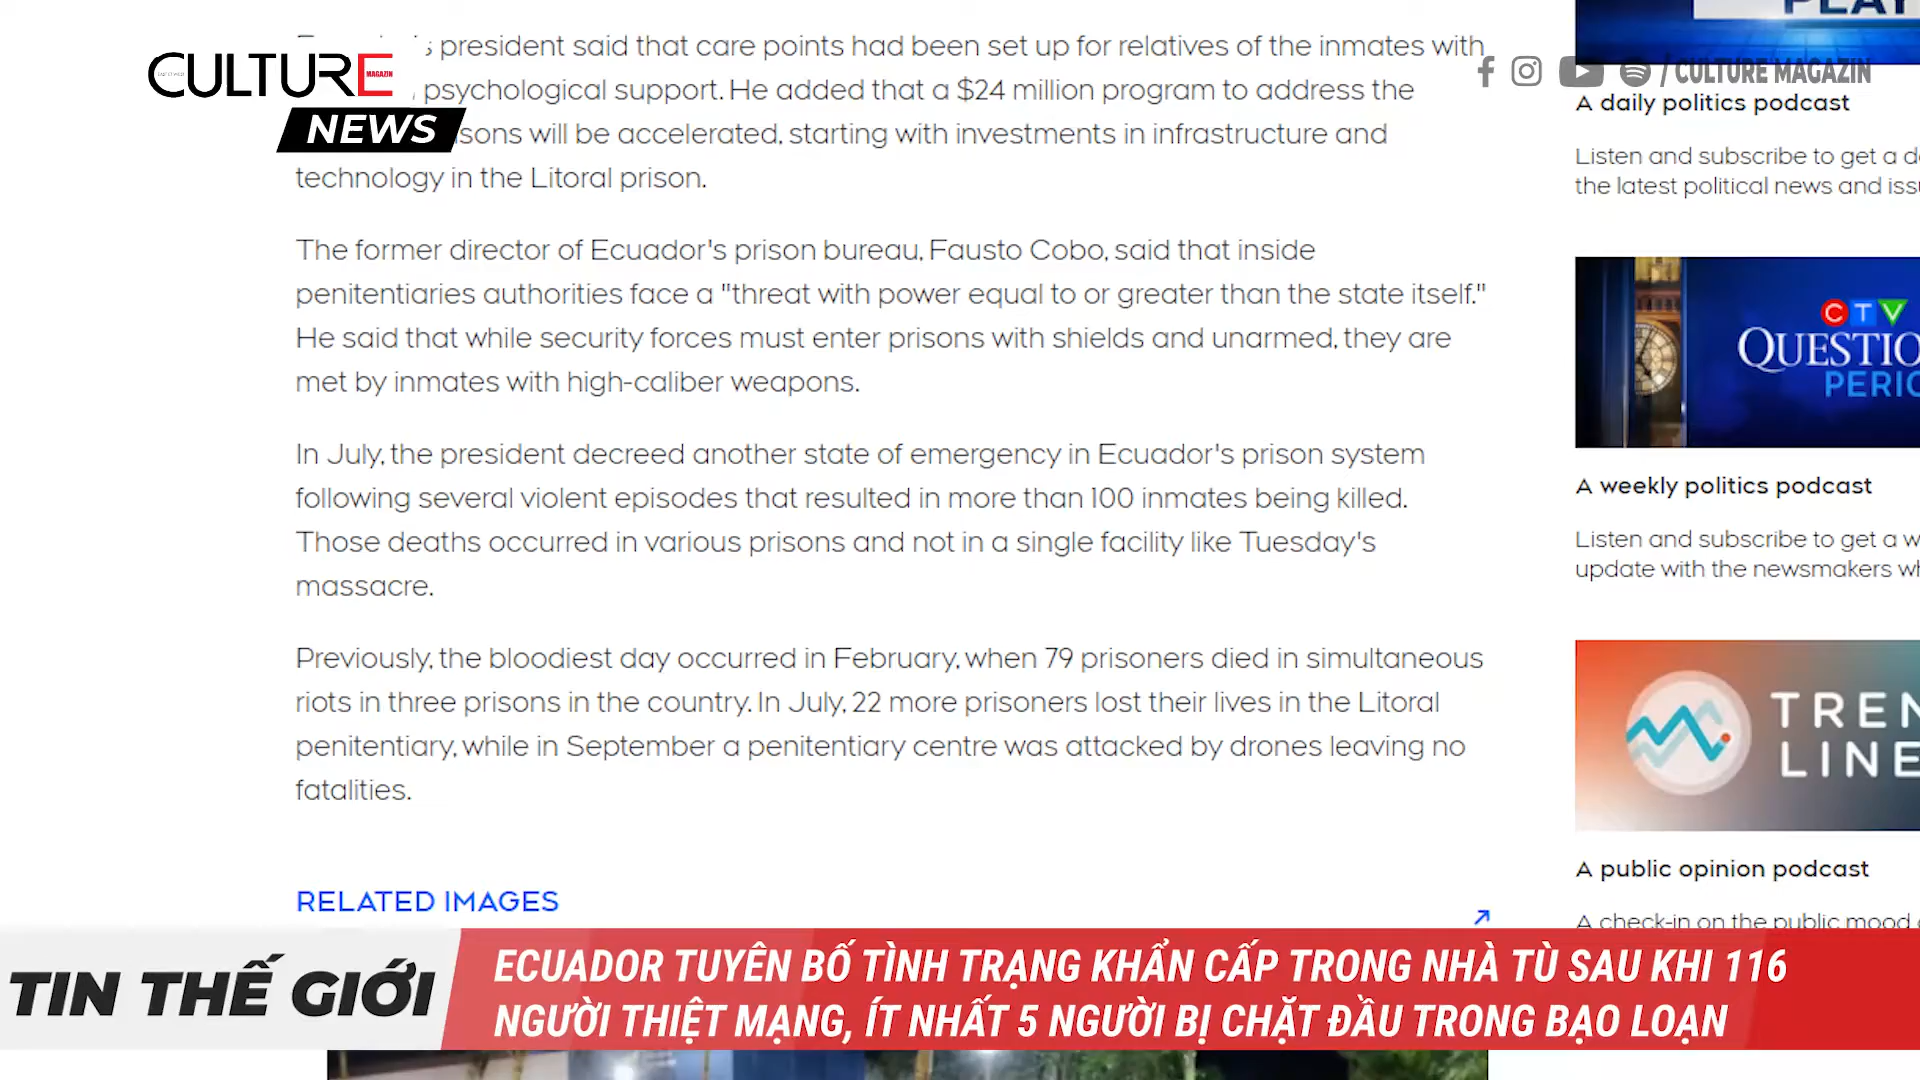 president said that care points had been set up for relatives of the inmates with
psychological support. He added that a $24 million program to address the
will be accelerated, starting with investments in infrastructure and
technology in the Litoral prison.
The former director of Ecuador's prison bureau, Fausto Cobo, said that inside
penitentiaries authorities face a "threat with power equal to or greater than the state itself."
He said that while security forces must enter prisons with shields and unarmed, they are
met by inmates with high-caliber weapons.
In July, the president decreed another state of emergency in Ecuador's prison system
following several violent episodes that resulted in more than 100 inmates being killed.
Those deaths occurred in various prisons and not in a single facility like Tuesday's
massacre.
Previously, the bloodiest day occurred in February, when 79 prisoners died in simultaneous
riots in three prisons in the country. In July, 22 more prisoners lost their lives in the Litoral
penitentiary, while in September a penitentiary centre was attacked by drones leaving no
fatalities.
RELATED IMAGES
CULTURE
MAGAZIN
NEWS
/ CULTURE MAGAZIN
PLAY
A daily politics podcast
Listen and subscribe to get a
the latest political news and
CTV
PERIO
A weekly politics podcast
Listen and subscribe to get a
update with the newsmakers
TREN
LINE
A public opinion podcast
A check-in on the public mood
TIN THẾ GIỚI
ECUADOR TUYÊN BỐ TÌNH TRẠNG KHẨN CẤP TRONG NHÀ TÙ SAU KHI 116
NGƯỜI THIỆT MẠNG, ÍT NHẤT 5 NGƯỜI BỊ CHẶT ĐẦU TRONG BẠO LOẠN